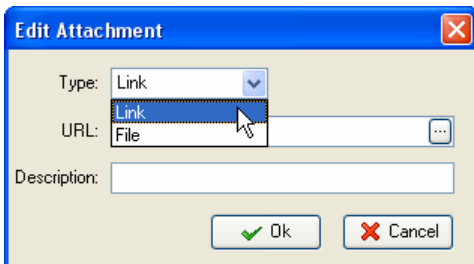 Edit Attachment
Type: Link
Link
URL:
File
Description:
Ok
Cancel